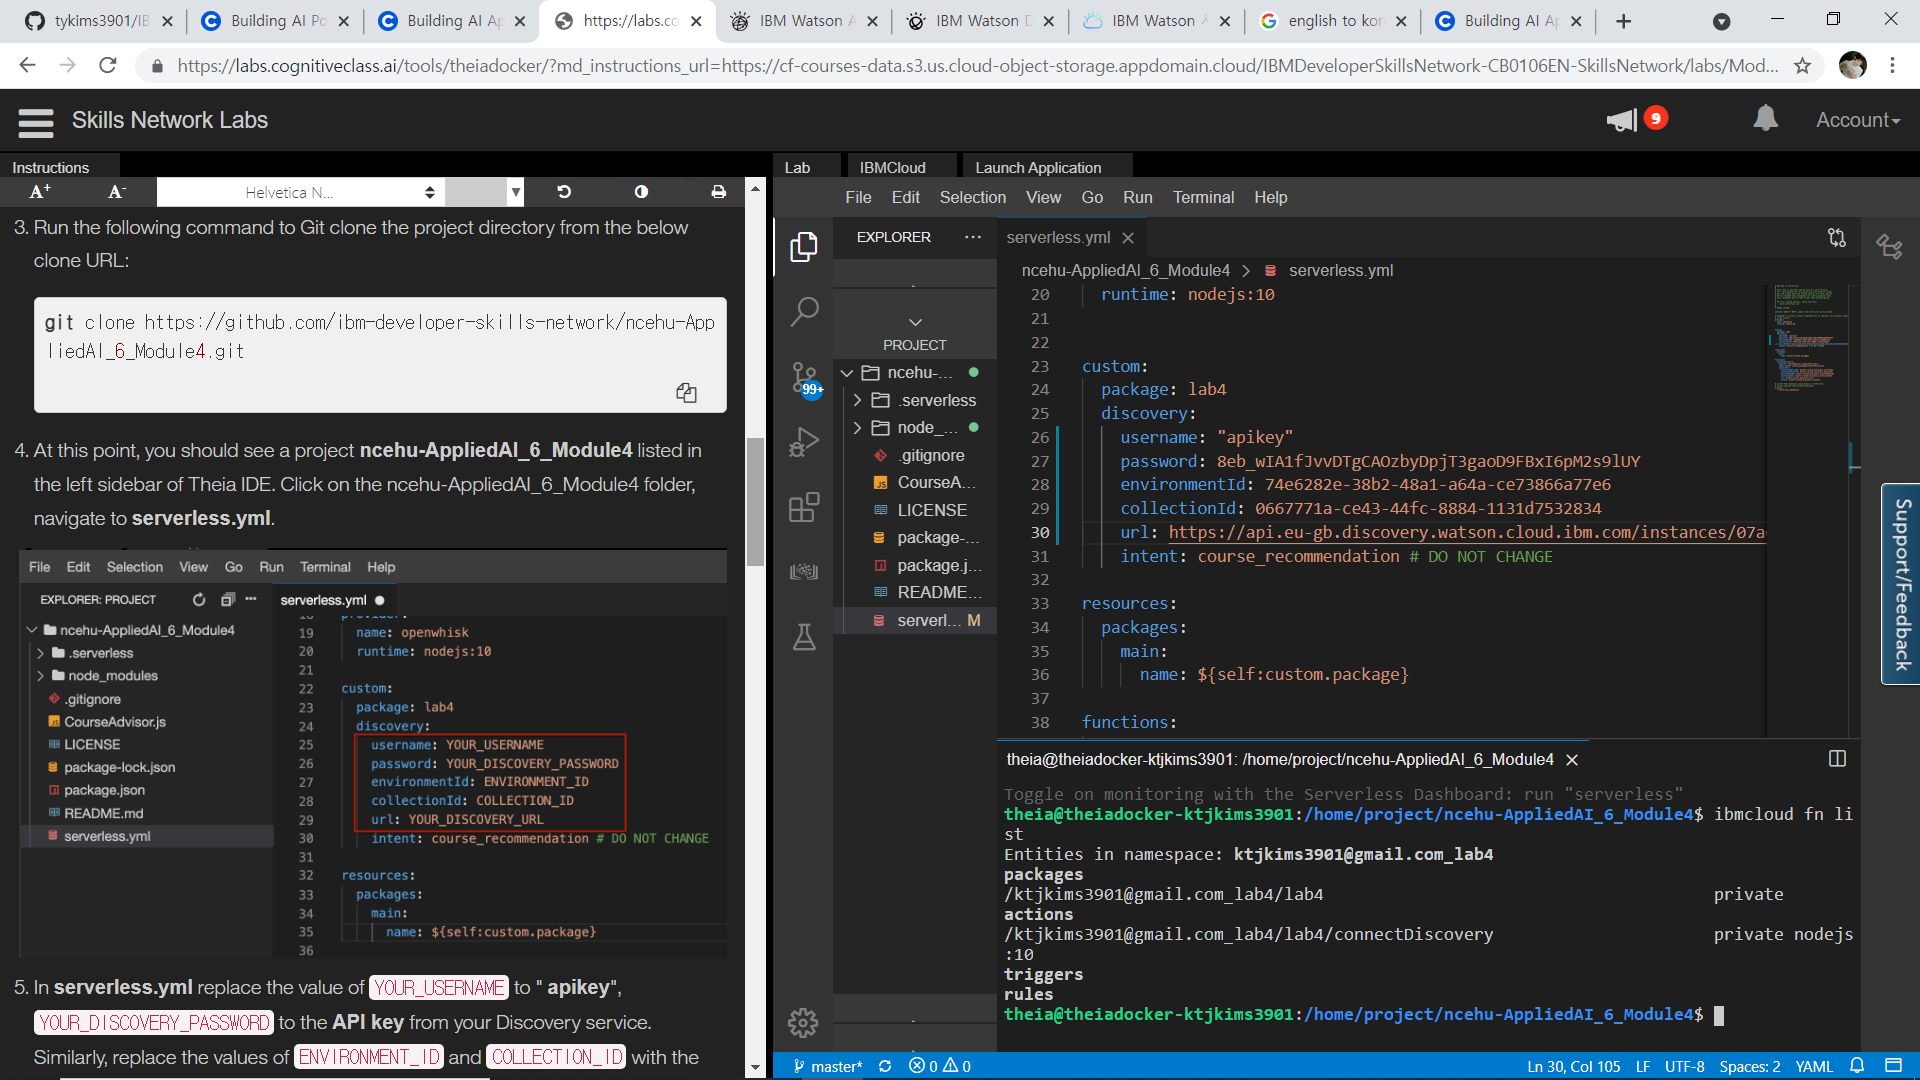 tykims3901/IB
Building AI Po
Building AI Ap
https://labs.co
IBM Watson A
IBM Watson D
IBM Watson
english to kor
Building AI Ap
https://labs.cognitiveclass.ai/tools/theiadocker/?md_instructions_url=https://cf-courses-data.s3.us.cloud-object-storage.appdomain.cloud/IBMDeveloperSkillsNetwork-CB0106EN-SkillsNetwork/labs/Mod...
Skills Network Labs
9
Account
Instructions
A+ A- Helvetica N...
3. Run the following command to Git clone the project directory from the below
clone URL:
git clone https://github.com/ibm-developer-skills-network/ncehu-App
liedAI_6_Module4.git
4. At this point, you should see a project ncehu-AppliedAI_6_Module4 listed in
the left sidebar of Theia IDE. Click on the ncehu-AppliedAI_6_Module4 folder,
navigate to serverless.yml.
File Edit Selection View Go Run Terminal Help
EXPLORER: PROJECT
ncehu-AppliedAI_6_Module4
.serverless
node_modules
.gitignore
CourseAdvisor.js
LICENSE
package-lock.json
package.json
README.md
serverless.yml
serverless.yml
18 provider:
19 name: openwhisk
20 runtime: nodejs:10
21
22 custom:
23 package: lab4
24 discovery:
25 username: YOUR_USERNAME
26 password: YOUR_DISCOVERY_PASSWORD
27 environmentId: ENVIRONMENT_ID
28 collectionId: COLLECTION_ID
29 url: YOUR_DISCOVERY_URL
30 intent: course_recommendation # DO NOT CHANGE
31
32 resources:
33 packages:
34 main:
35 name: ${self:custom.package}
36
5. In serverless.yml replace the value of YOUR_USERNAME to " apikey",
YOUR_DISCOVERY_PASSWORD to the API key from your Discovery service.
Similarly, replace the values of ENVIRONMENT_ID and COLLECTION_ID with the
Lab IBMCloud Launch Application
File Edit Selection View Go Run Terminal Help
EXPLORER
PROJECT
ncehu-...
.serverless
node_...
.gitignore
CourseA...
LICENSE
package-...
package.j...
README...
serverl... M
99+
serverless.yml
ncehu-AppliedAI_6_Module4 > serverless.yml
20 runtime: nodejs:10
21
22
23 custom:
24 package: lab4
25 discovery:
26 username: "apikey"
27 password: 8eb_wIA1fJvvDTgCAOzbyDpjT3gaoD9FBxI6pM2s9lUY
28 environmentId: 74e6282e-38b2-48a1-a64a-ce73866a77e6
29 collectionId: 0667771a-ce43-44fc-8884-1131d7532834
30 url: https://api.eu-gb.discovery.watson.cloud.ibm.com/instances/07a
31 intent: course_recommendation # DO NOT CHANGE
32
33 resources:
34 packages:
35 main:
36 name: ${self:custom.package}
37
38 functions:
theia@theiadocker-ktjkims3901: /home/project/ncehu-AppliedAI_6_Module4
Toggle on monitoring with the Serverless Dashboard: run "serverless"
theia@theiadocker-ktjkims3901:/home/project/ncehu-AppliedAI_6_Module4$ ibmcloud fn li
st
Entities in namespace: ktjkims3901@gmail.com_lab4
packages
/ktjkims3901@gmail.com_lab4/lab4 private
actions
/ktjkims3901@gmail.com_lab4/lab4/connectDiscovery private nodejs
:10
triggers
rules
theia@theiadocker-ktjkims3901:/home/project/ncehu-AppliedAI_6_Module4$
master* 0 0 Ln 30, Col 105 LF UTF-8 Spaces: 2 YAML
Support/Feedback